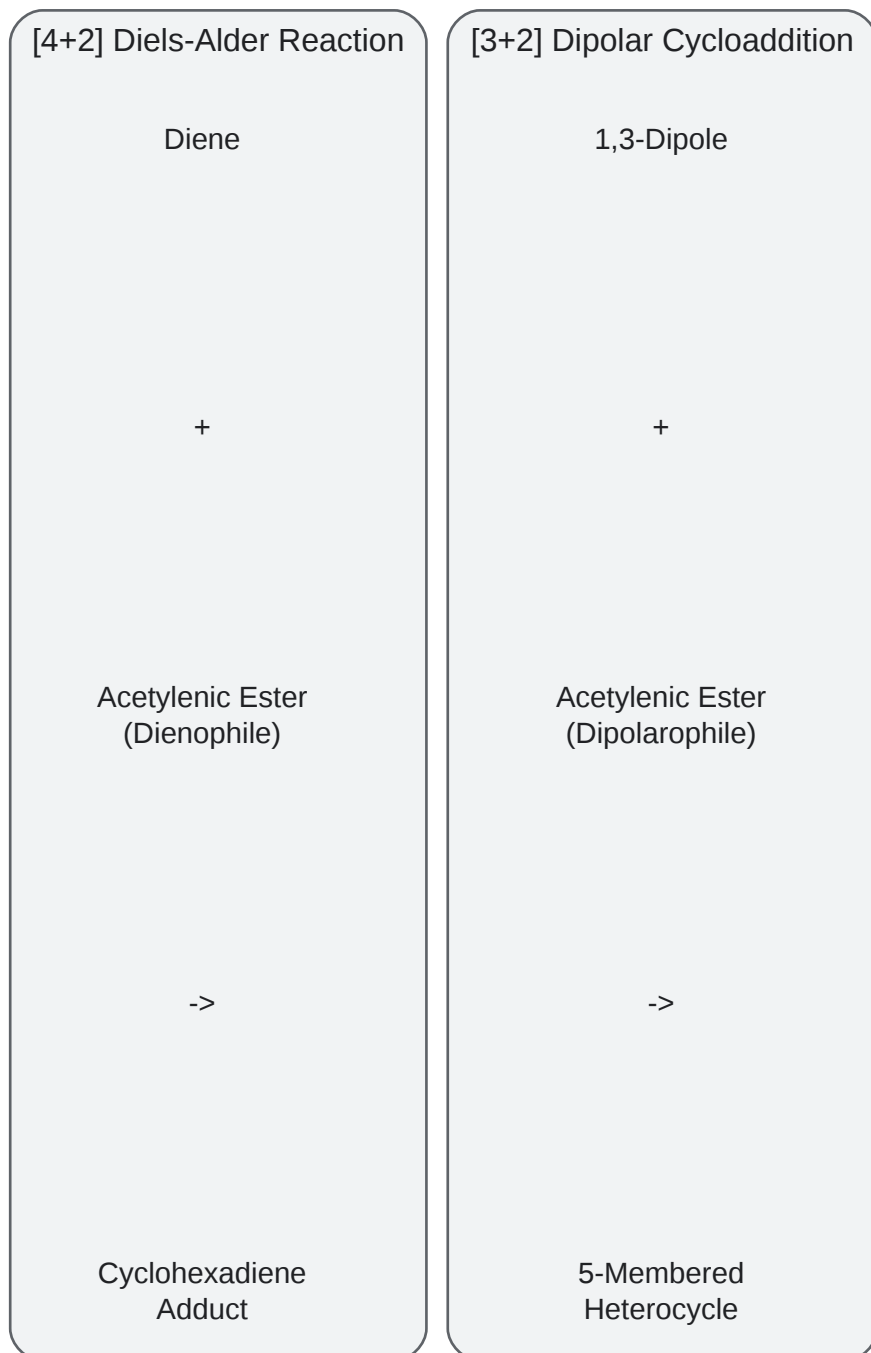 [4+2] Diels-Alder Reaction
Diene
+
Acetylenic Ester
(Dienophile)
->
Cyclohexadiene
Adduct
[3+2] Dipolar Cycloaddition
1,3-Dipole
+
Acetylenic Ester
(Dipolarophile)
->
5-Membered
Heterocycle